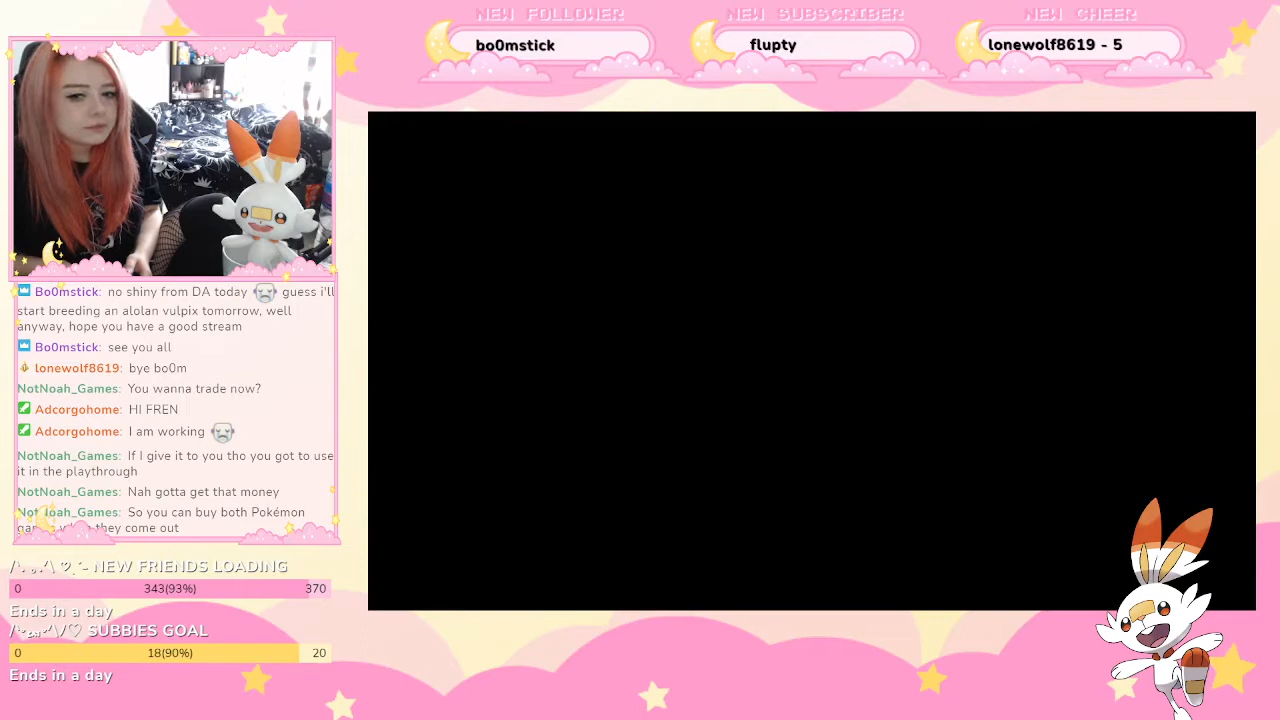 NEW FOLLOWER
NEW SUBSCRIBER
NEW CHEER
bo0mstick
flupty
lonewolf8619 - 5
Bo0mstick: no shiny from DA today guess i'll
start breeding an alolan vulpix tomorrow, well
anyway, hope you have a good stream
Bo0mstick: see you all
lonewolf8619: bye bo0m
NotNoah_Games: You wanna trade now?
Adcorgohome: HI FREN
Adcorgohome: I am working
NotNoah_Games: If I give it to you tho you got to use
it in the playthrough
NotNoah_Games: Nah gotta get that money
NotNoah_Games: So you can buy both Pokémon
games when they come out
NEW FRIENDS LOADING
0 343(93%) 370
Ends in a day
SUBBIES GOAL
0 18(90%) 20
Ends in a day